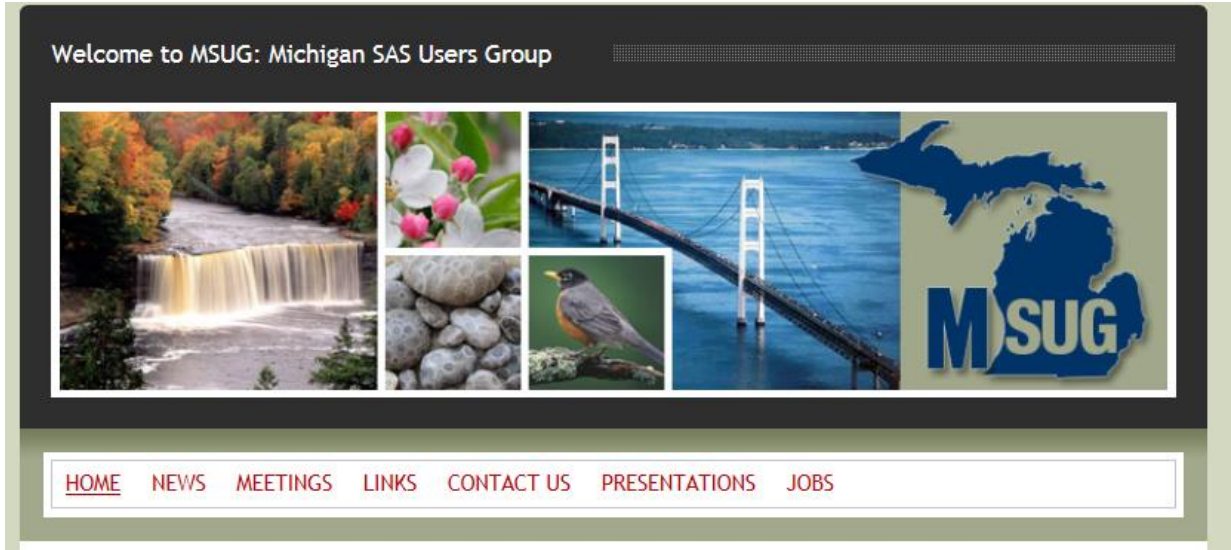 Welcome to MSUG: Michigan SAS Users Group
MSUG
HOME NEWS MEETINGS LINKS CONTACT US PRESENTATIONS JOBS